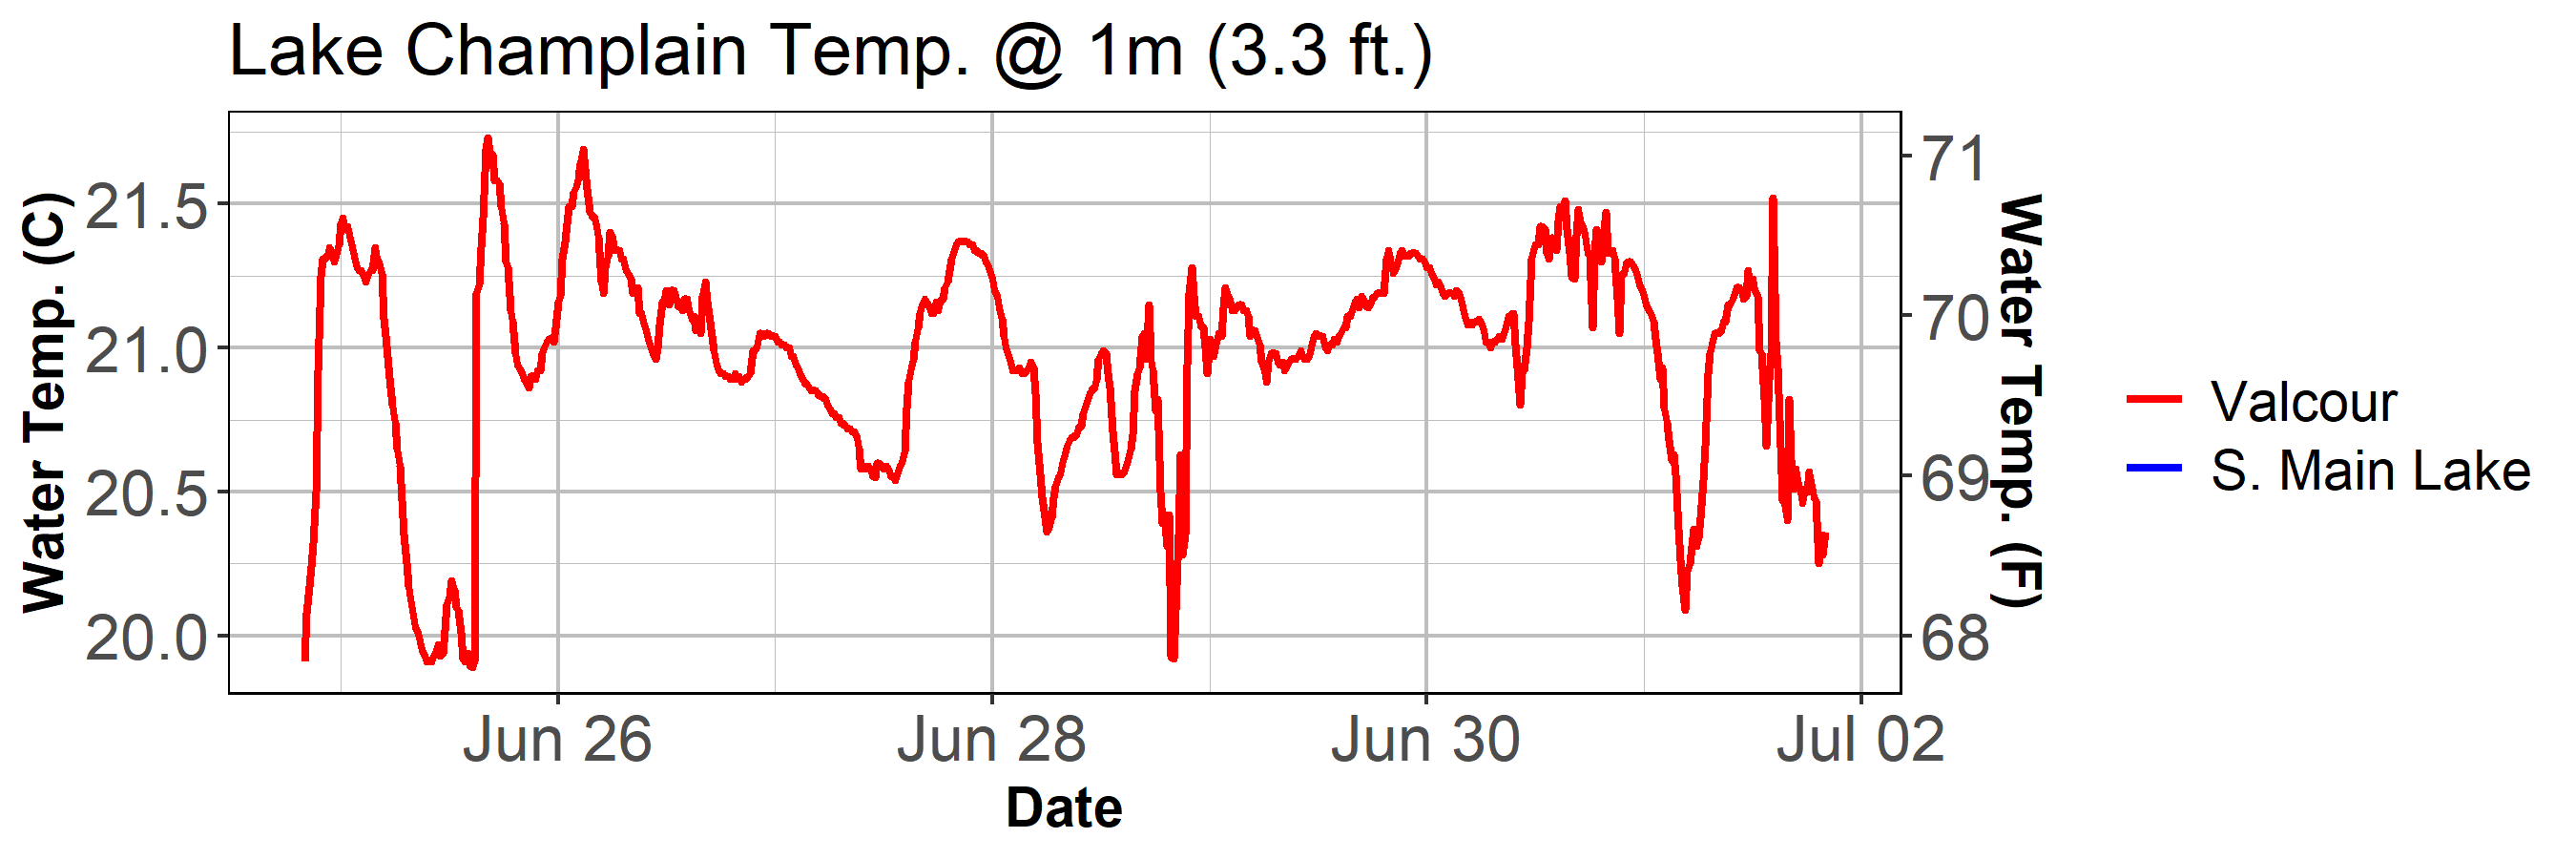 Lake Champlain Temp. @ 1m (3.3 ft.)
Water Temp. (C)
21.5
21.0
20.5
20.0
71
70
69
68
Water Temp. (F)
Jun 26
Jun 28
Jun 30
Jul 02
Date
Valcour
S. Main Lake